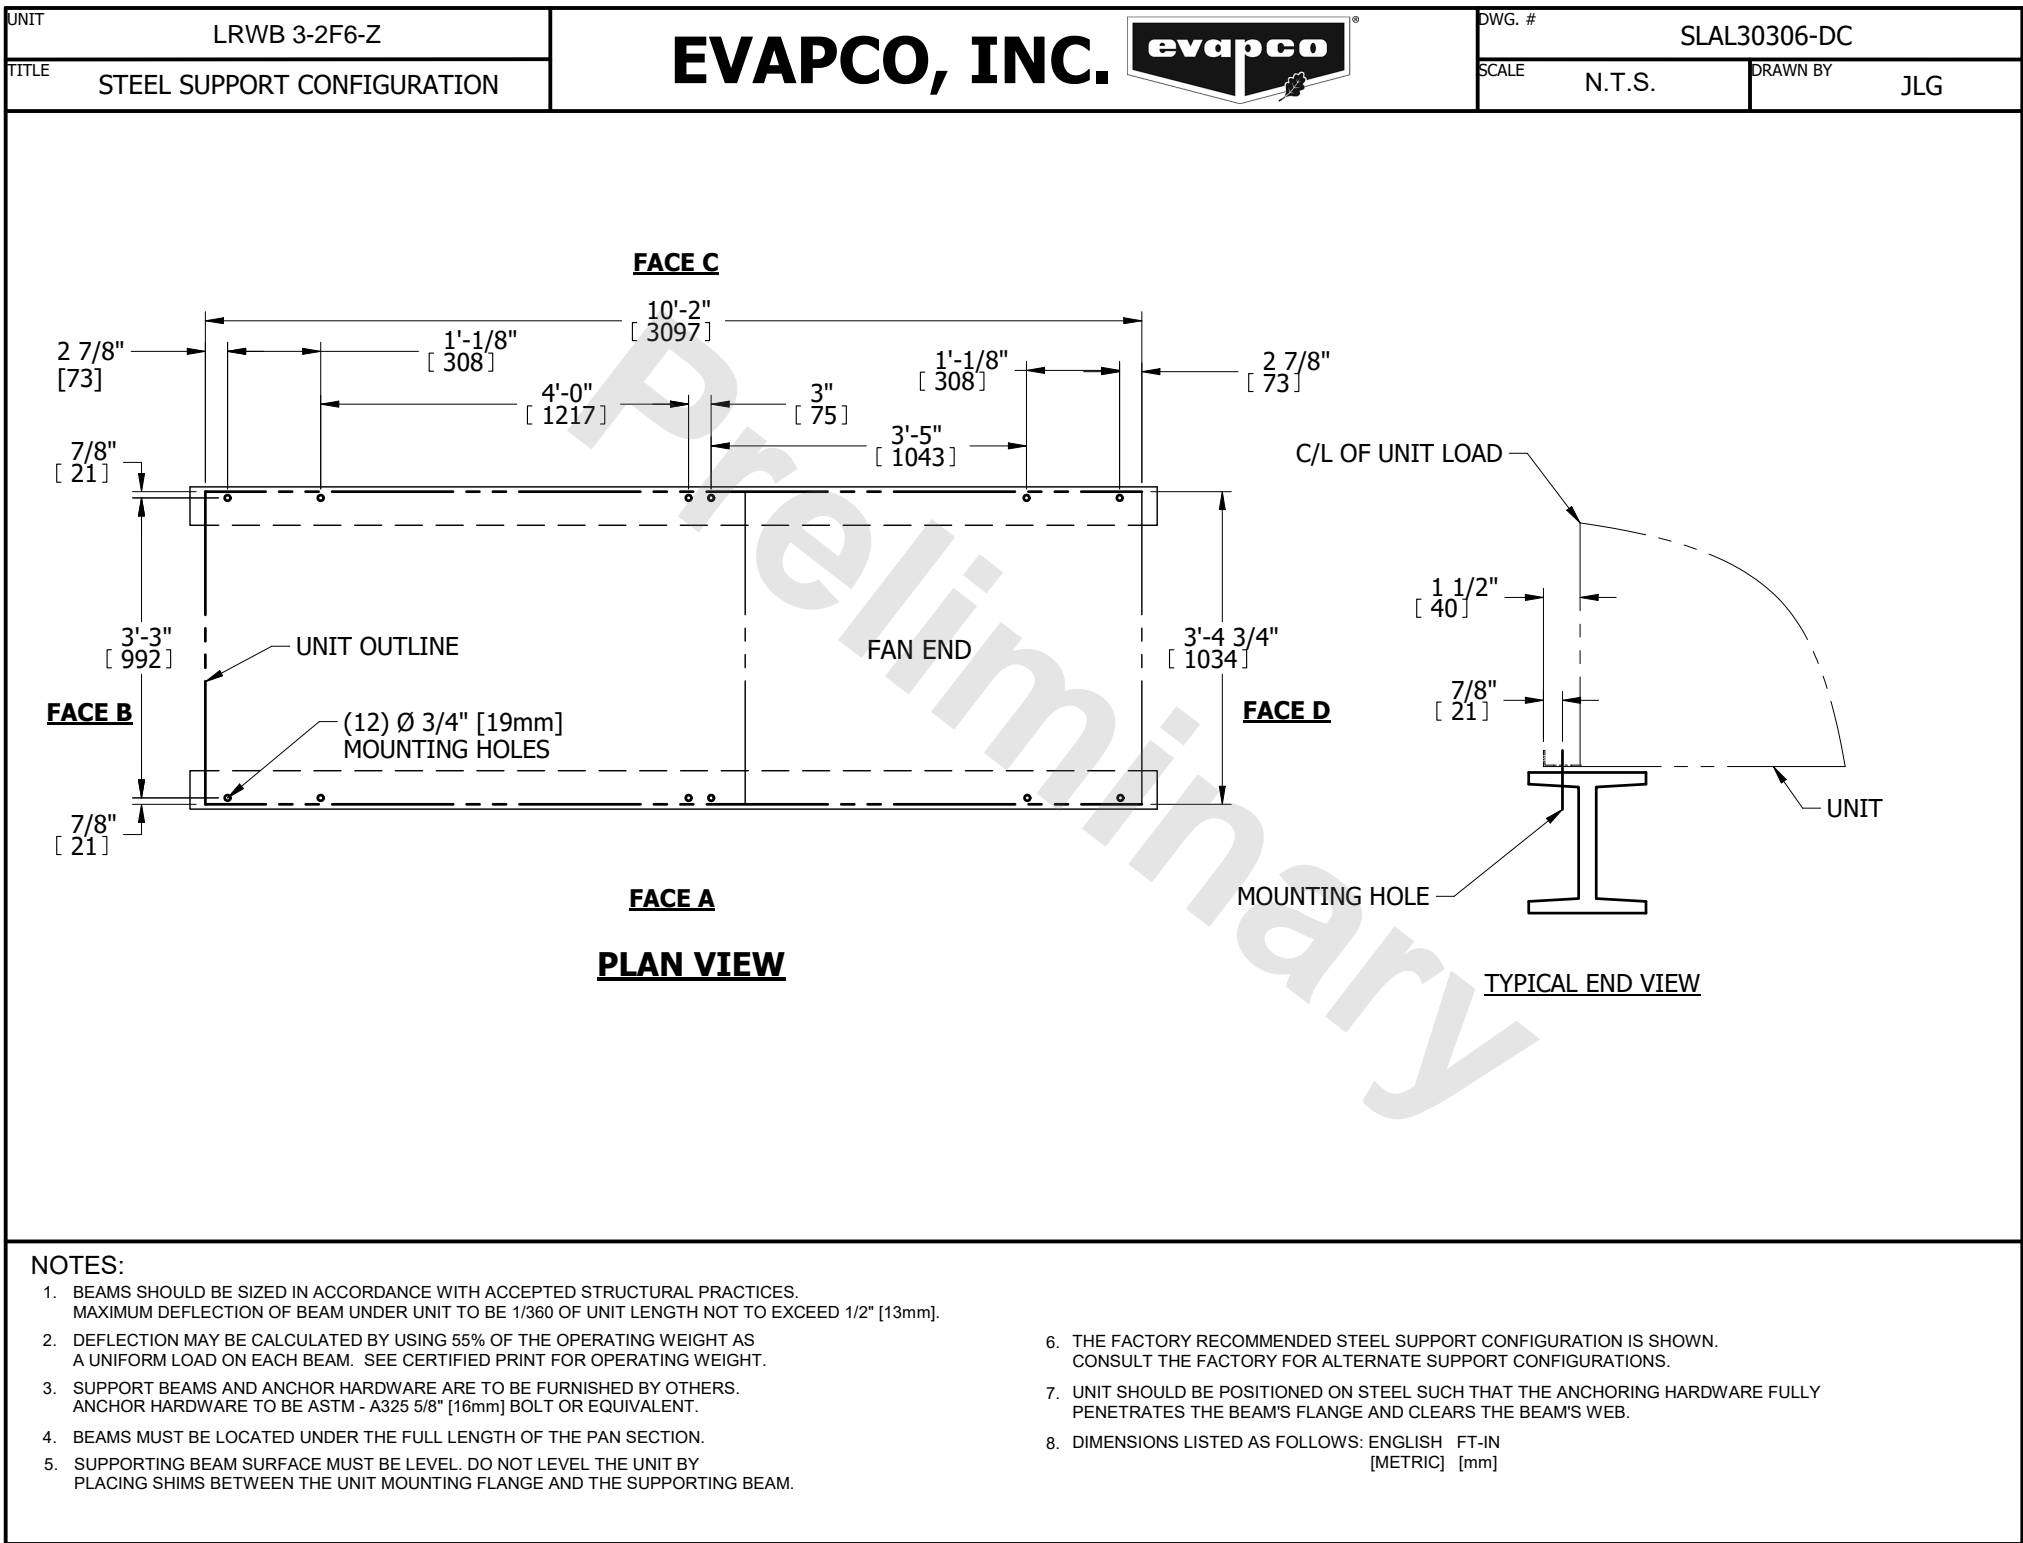 UNIT
LRWB 3-2F6-Z
TITLE
STEEL SUPPORT CONFIGURATION
EVAPCO, INC.
evapco
®
DWG. #
SLAL30306-DC
SCALE
N.T.S.
DRAWN BY
JLG
FACE C
10'-2"
[ 3097]
2 7/8"
[73]
1'-1/8"
[ 308]
1'-1/8"
[ 308]
2 7/8"
[ 73]
4'-0"
[ 1217]
3"
[ 75]
3'-5"
[ 1043]
7/8"
[ 21]
C/L OF UNIT LOAD
1 1/2"
[ 40]
3'-3"
[ 992]
UNIT OUTLINE
FAN END
3'-4 3/4"
[ 1034]
7/8"
[ 21]
FACE B
(12) Ø 3/4" [19mm]
MOUNTING HOLES
FACE D
7/8"
[ 21]
UNIT
FACE A
MOUNTING HOLE
PLAN VIEW
TYPICAL END VIEW
Preliminary
NOTES:
1. BEAMS SHOULD BE SIZED IN ACCORDANCE WITH ACCEPTED STRUCTURAL PRACTICES.
MAXIMUM DEFLECTION OF BEAM UNDER UNIT TO BE 1/360 OF UNIT LENGTH NOT TO EXCEED 1/2" [13mm].
2. DEFLECTION MAY BE CALCULATED BY USING 55% OF THE OPERATING WEIGHT AS
A UNIFORM LOAD ON EACH BEAM. SEE CERTIFIED PRINT FOR OPERATING WEIGHT.
3. SUPPORT BEAMS AND ANCHOR HARDWARE ARE TO BE FURNISHED BY OTHERS.
ANCHOR HARDWARE TO BE ASTM - A325 5/8" [16mm] BOLT OR EQUIVALENT.
4. BEAMS MUST BE LOCATED UNDER THE FULL LENGTH OF THE PAN SECTION.
5. SUPPORTING BEAM SURFACE MUST BE LEVEL. DO NOT LEVEL THE UNIT BY
PLACING SHIMS BETWEEN THE UNIT MOUNTING FLANGE AND THE SUPPORTING BEAM.
6. THE FACTORY RECOMMENDED STEEL SUPPORT CONFIGURATION IS SHOWN.
CONSULT THE FACTORY FOR ALTERNATE SUPPORT CONFIGURATIONS.
7. UNIT SHOULD BE POSITIONED ON STEEL SUCH THAT THE ANCHORING HARDWARE FULLY
PENETRATES THE BEAM'S FLANGE AND CLEARS THE BEAM'S WEB.
8. DIMENSIONS LISTED AS FOLLOWS: ENGLISH FT-IN
[METRIC] [mm]